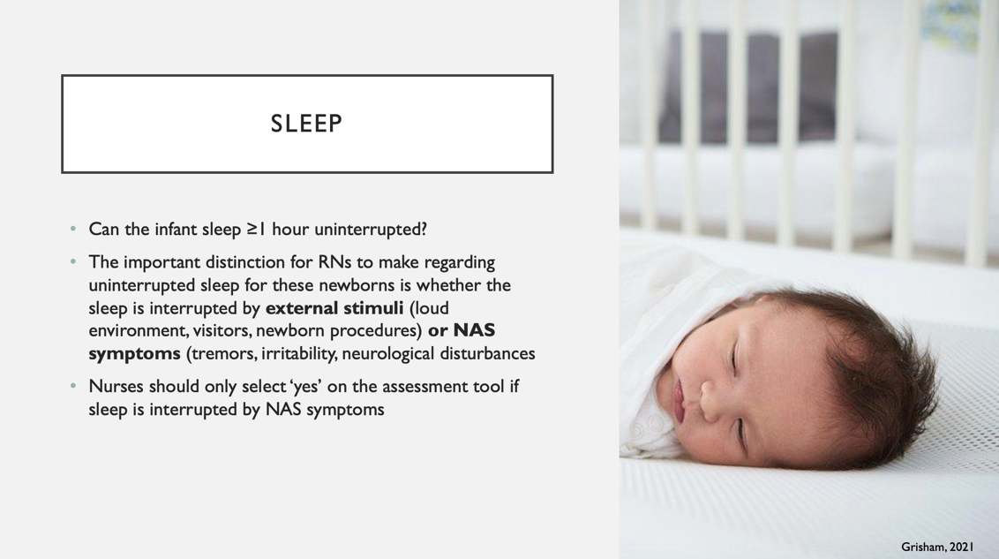 SLEEP
• Can the infant sleep ≥1 hour uninterrupted?
• The important distinction for RNs to make regarding
uninterrupted sleep for these newborns is whether the
sleep is interrupted by external stimuli (loud
environment, visitors, newborn procedures) or NAS
symptoms (tremors, irritability, neurological disturbances
• Nurses should only select ‘yes’ on the assessment tool if
sleep is interrupted by NAS symptoms
Grisham, 2021